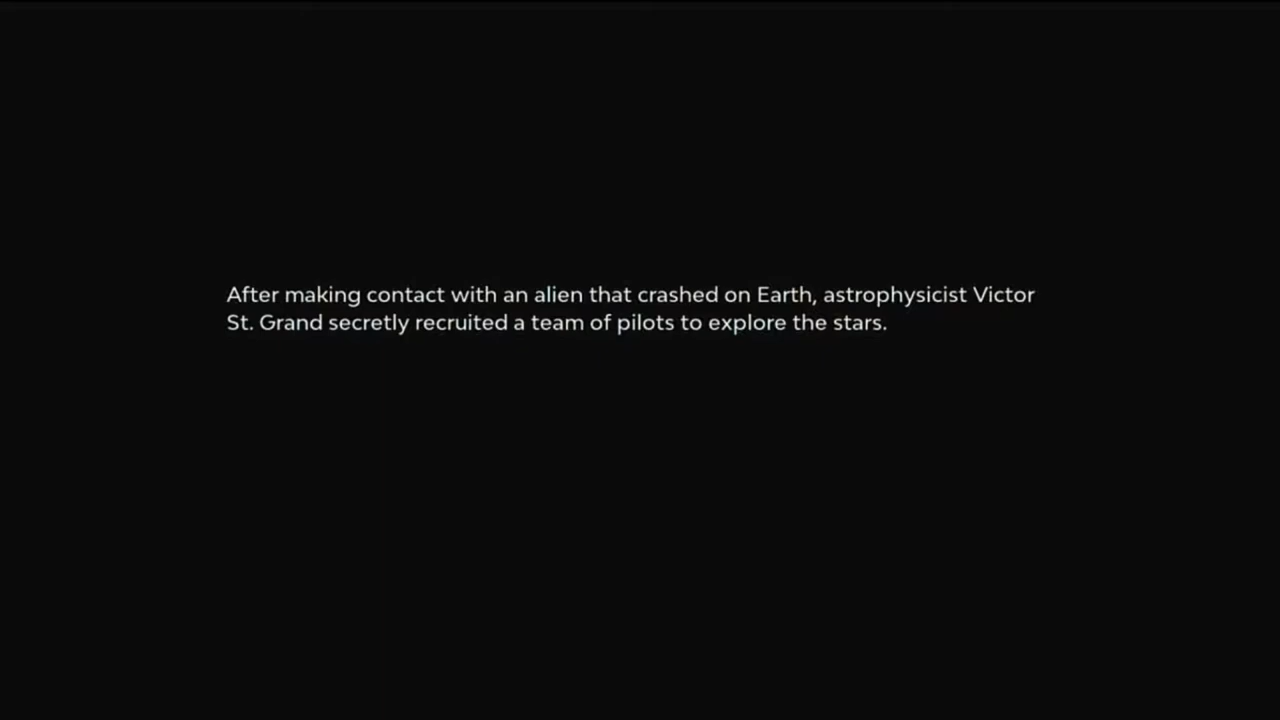 After making contact with an alien that crashed on Earth, astrophysicist Victor
St. Grand secretly recruited a team of pilots to explore the stars.